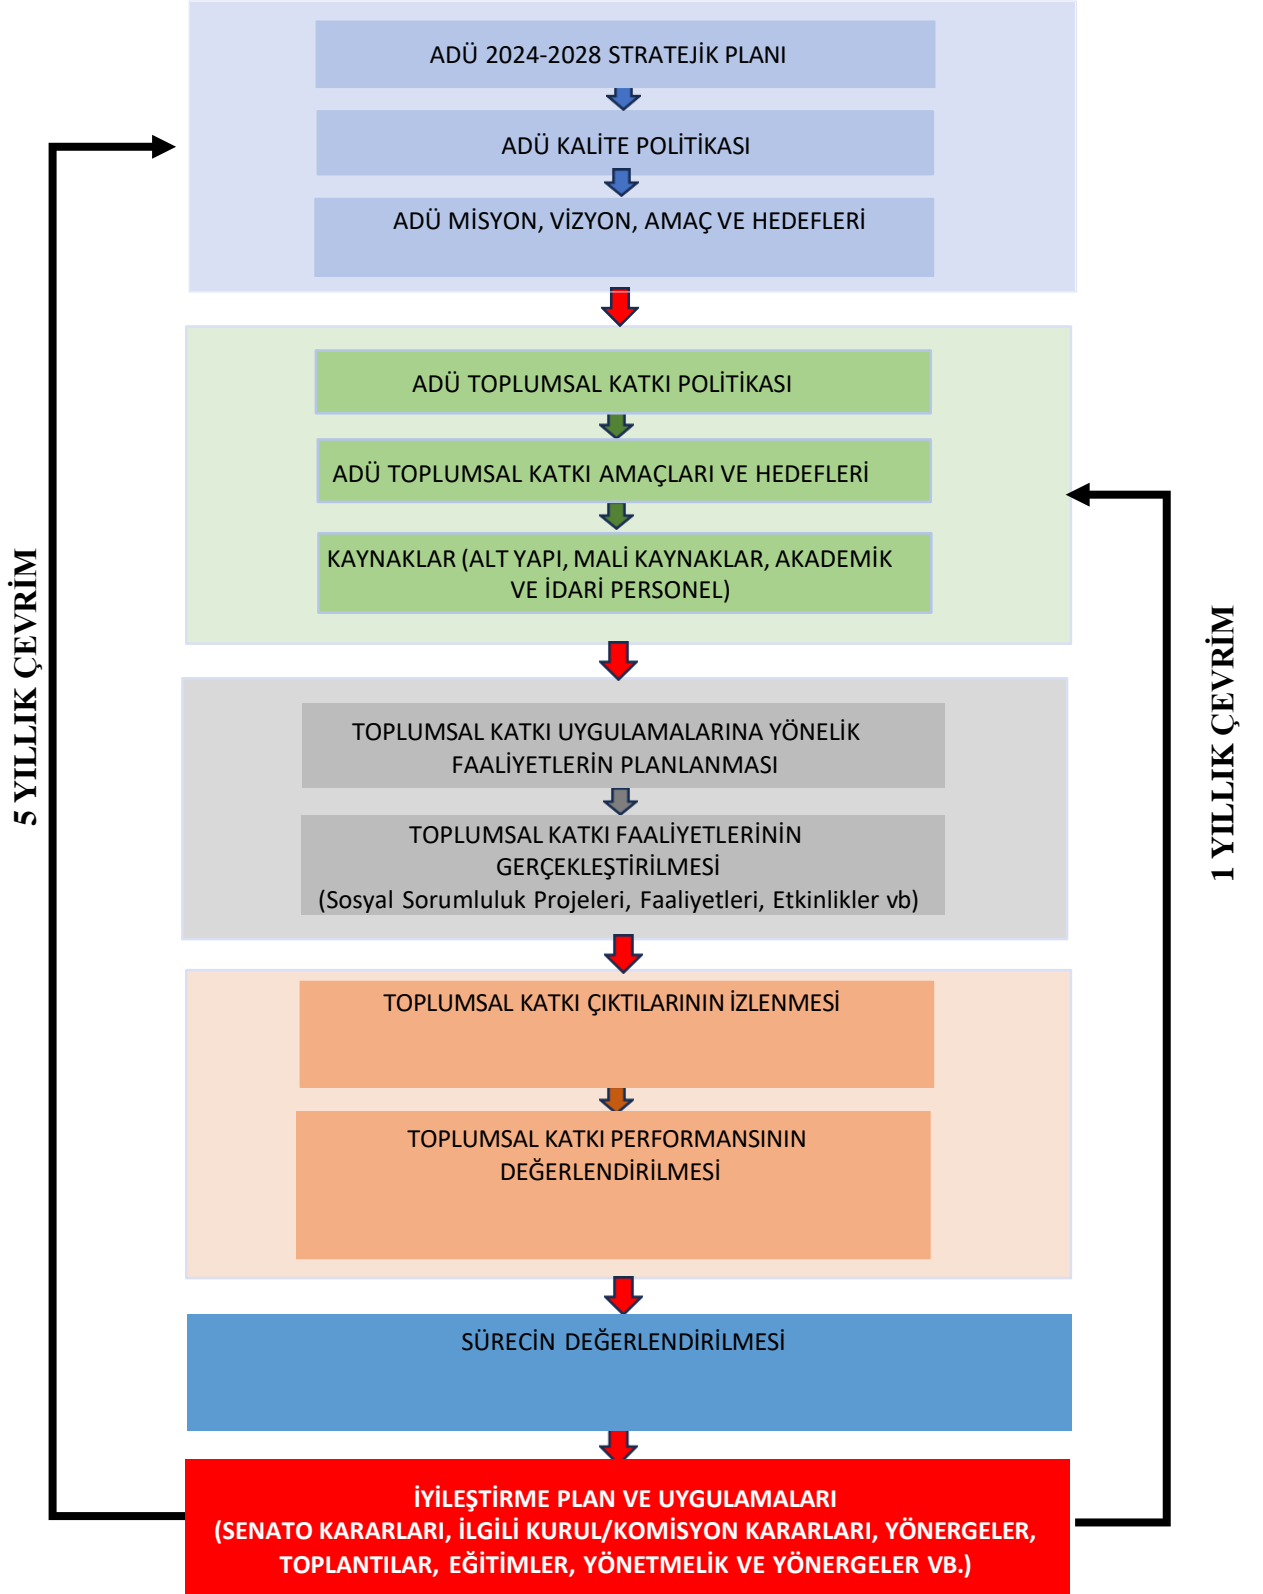 ADÜ 2024-2028 STRATEJİK PLANI
ADÜ KALİTE POLİTİKASI
ADÜ MİSYON, VİZYON, AMAÇ VE HEDEFLERİ
ADÜ TOPLUMSAL KATKI POLİTİKASI
ADÜ TOPLUMSAL KATKI AMAÇLARI VE HEDEFLERİ
KAYNAKLAR (ALT YAPI, MALİ KAYNAKLAR, AKADEMİK
VE İDARİ PERSONEL)
5 YILLIK ÇEVRİM
1 YILLIK ÇEVRİM
TOPLUMSAL KATKI UYGULAMALARINA YÖNELİK
FAALİYETLERİN PLANLANMASI
TOPLUMSAL KATKI FAALİYETLERİNİN
GERÇEKLEŞTİRİLMESİ
(Sosyal Sorumluluk Projeleri, Faaliyetleri, Etkinlikler vb)
TOPLUMSAL KATKI ÇIKTILARININ İZLENMESİ
TOPLUMSAL KATKI PERFORMANSININ
DEĞERLENDİRİLMESİ
SÜRECİN DEĞERLENDİRİLMESİ
İYİLEŞTİRME PLAN VE UYGULAMALARI
(SENATO KARARLARI, İLGİLİ KURUL/KOMİSYON KARARLARI, YÖNERGELER,
TOPLANTILAR, EĞİTİMLER, YÖNETMELİK VE YÖNERGELER VB.)